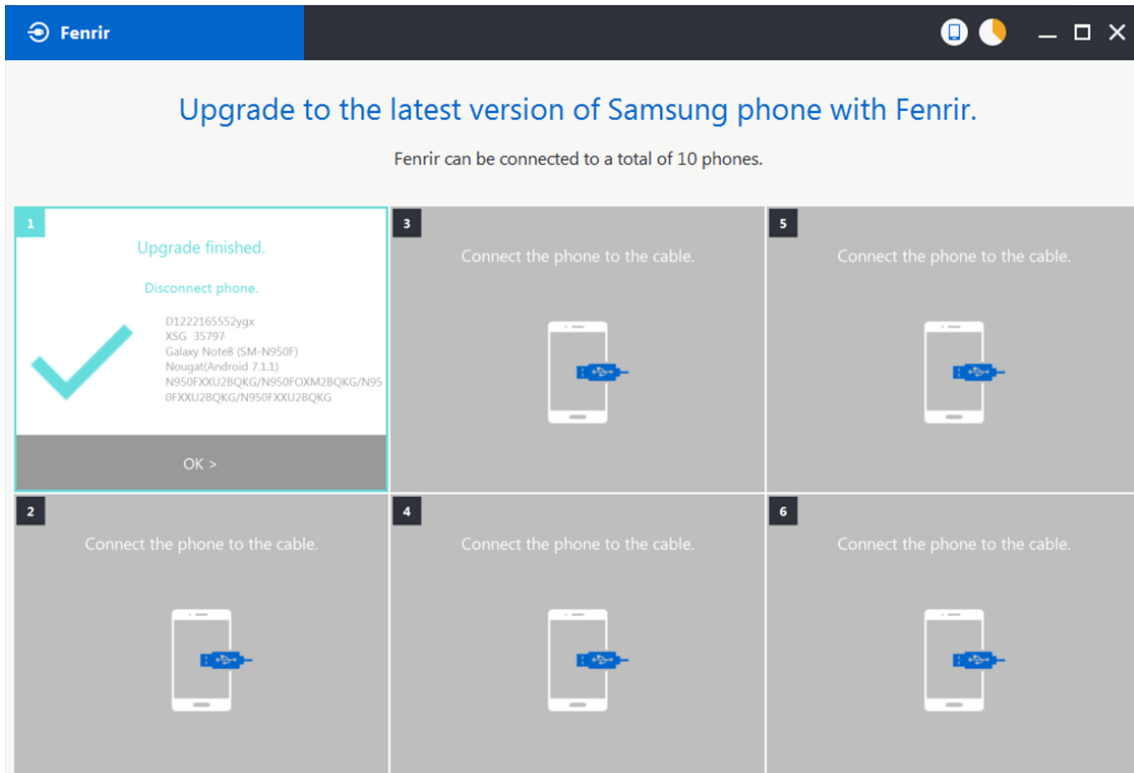 Fenrir
Upgrade to the latest version of Samsung phone with Fenrir.
Fenrir can be connected to a total of 10 phones.
1
Upgrade finished.
Disconnect phone.
D1222165552ygx
XSG 35797
Galaxy Note8 (SM-N950F)
Nougat(Android 7.1.1)
N950FXXU2BQKG/N950FOXM2BQKG/N95
0FXXU2BQKG/N950FXXU2BQKG
OK >
3
Connect the phone to the cable.
5
Connect the phone to the cable.
2
Connect the phone to the cable.
4
Connect the phone to the cable.
6
Connect the phone to the cable.